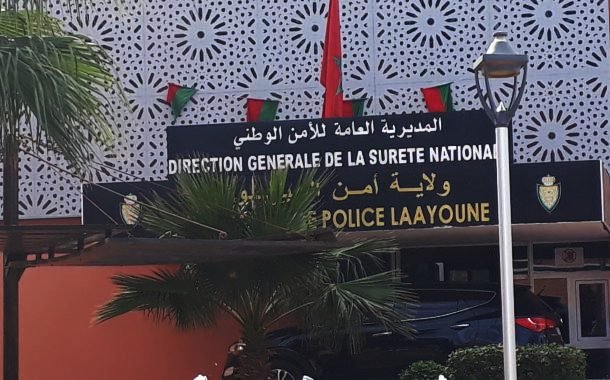 المديرية العامة للأمن الوطني
DIRECTION GENERALE DE LA SURETE NATIONAL
ولاية أمن
POLICE LAAYOUNE